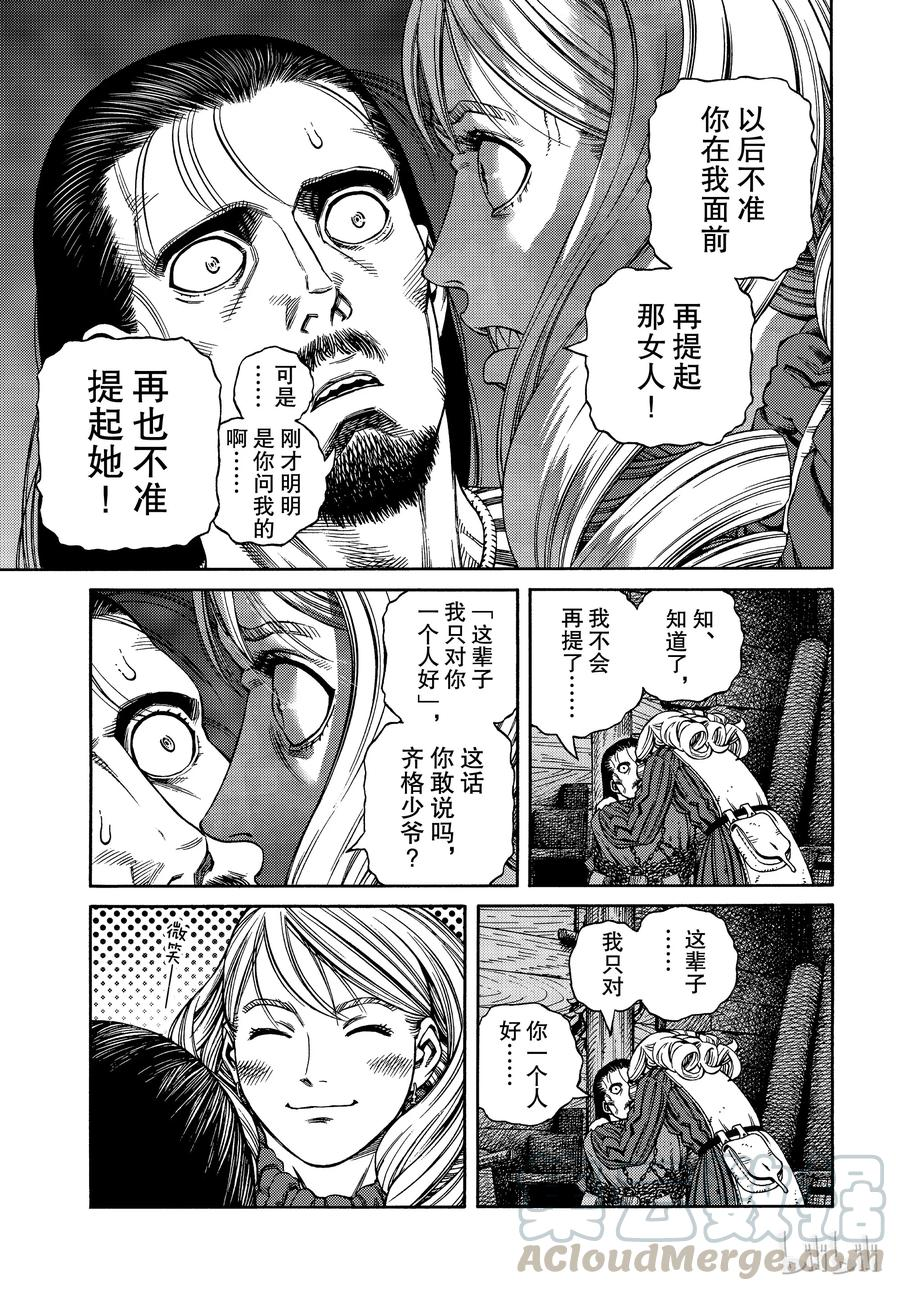 以后不准
你在我面前
再提起
那女人！
可是
……
刚才明明
是你问我的
啊……
再也不准
提起她！
知、
知道了，
我不会
再提了……
「这辈子
我只对你
一个人好」，
这话
你敢说吗，
齐格少爷？
这辈子
……
我只对
你一个人
好……
微笑—
ACloudMerge.com